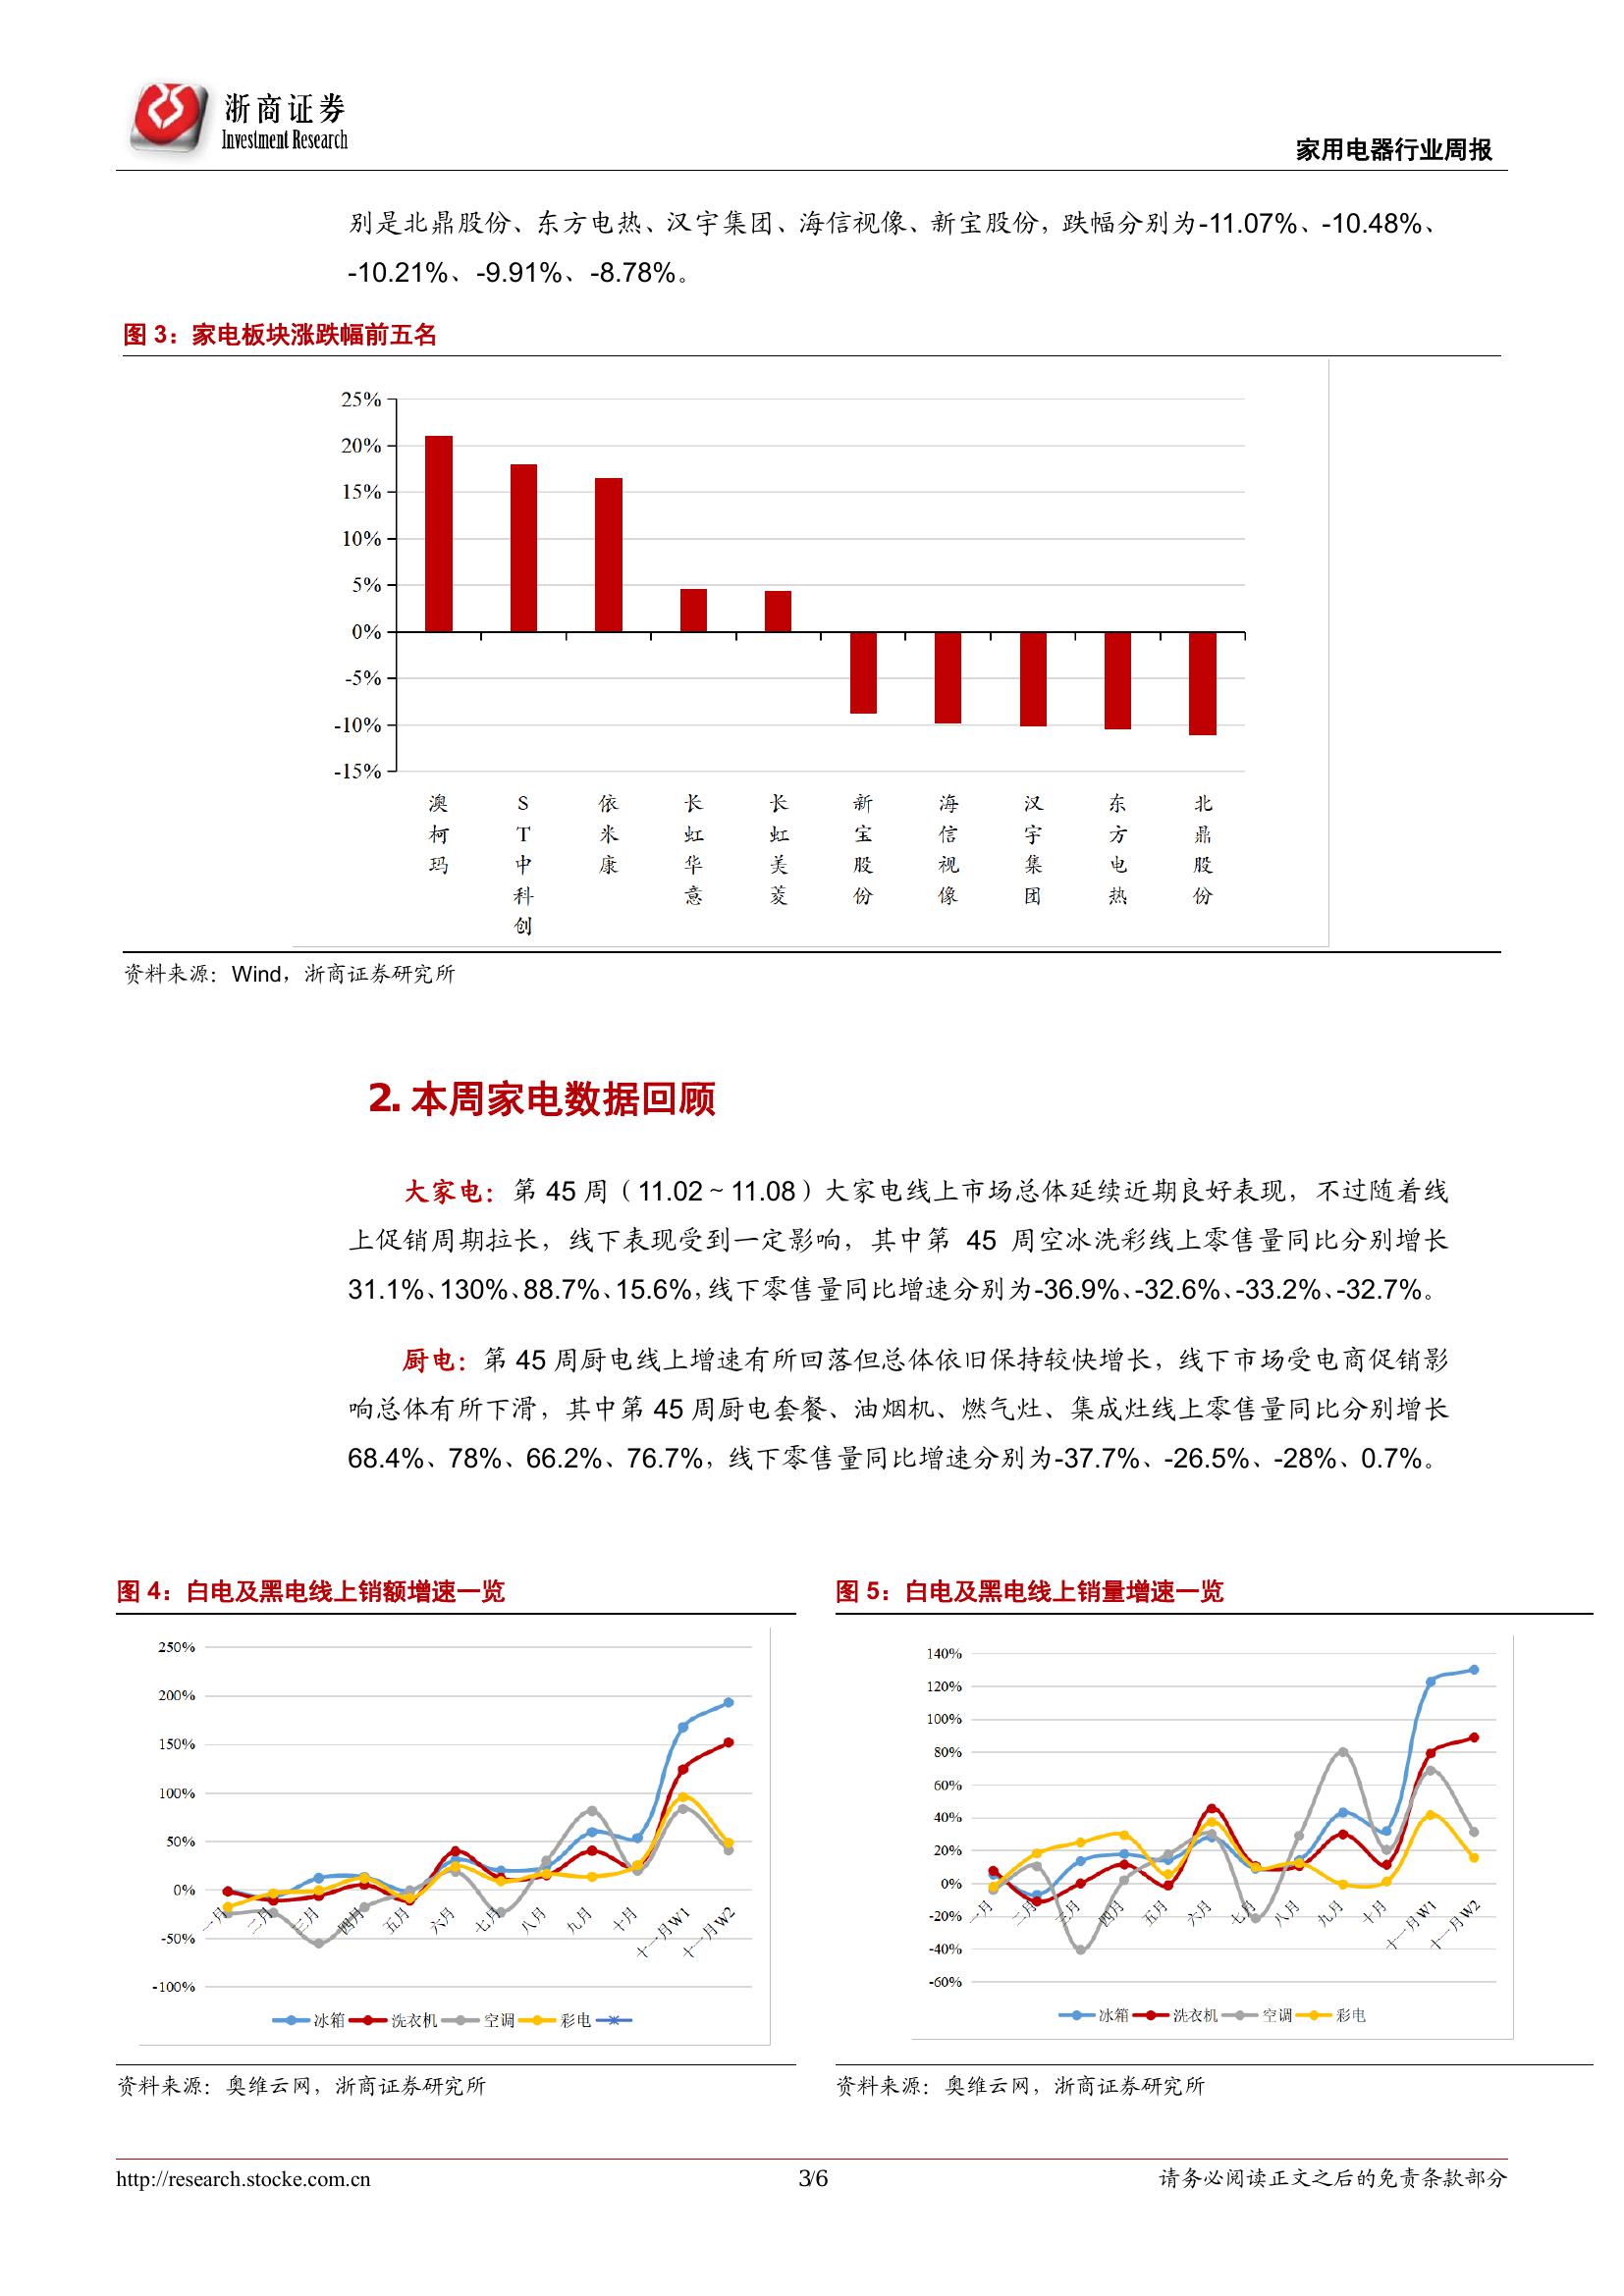 浙商证券
Investment Research
家用电器行业周报
别是北鼎股份、东方电热、汉宇集团、海信视像、新宝股份，跌幅分别为-11.07%、-10.48%、
-10.21%、-9.91%、-8.78%。
图 3：家电板块涨跌幅前五名
25%
20%
15%
10%
5%
0%
-5%
-10%
-15%
澳柯玛
ST中科创
依米康
长虹华意
长虹美菱
新宝股份
海信视像
汉宇集团
东方电热
北鼎股份
资料来源：Wind，浙商证券研究所
2. 本周家电数据回顾
大家电：第 45 周（11.02～11.08）大家电线上市场总体延续近期良好表现，不过随着线
上促销周期拉长，线下表现受到一定影响，其中第 45 周空冰洗彩线上零售量同比分别增长
31.1%、130%、88.7%、15.6%，线下零售量同比增速分别为-36.9%、-32.6%、-33.2%、-32.7%。
厨电：第 45 周厨电线上增速有所回落但总体依旧保持较快增长，线下市场受电商促销影
响总体有所下滑，其中第 45 周厨电套餐、油烟机、燃气灶、集成灶线上零售量同比分别增长
68.4%、78%、66.2%、76.7%，线下零售量同比增速分别为-37.7%、-26.5%、-28%、0.7%。
图 4：白电及黑电线上销额增速一览
250%
200%
150%
100%
50%
0%
-50%
-100%
一月 二月 三月 四月 五月 六月 七月 八月 九月 十月 十一月W1 十一月W2
冰箱 洗衣机 空调 彩电
资料来源：奥维云网，浙商证券研究所
图 5：白电及黑电线上销量增速一览
140%
120%
100%
80%
60%
40%
20%
0%
-20%
-40%
-60%
一月 二月 三月 四月 五月 六月 七月 八月 九月 十月 十一月W1 十一月W2
冰箱 洗衣机 空调 彩电
资料来源：奥维云网，浙商证券研究所
http://research.stocke.com.cn
3/6
请务必阅读正文之后的免责条款部分